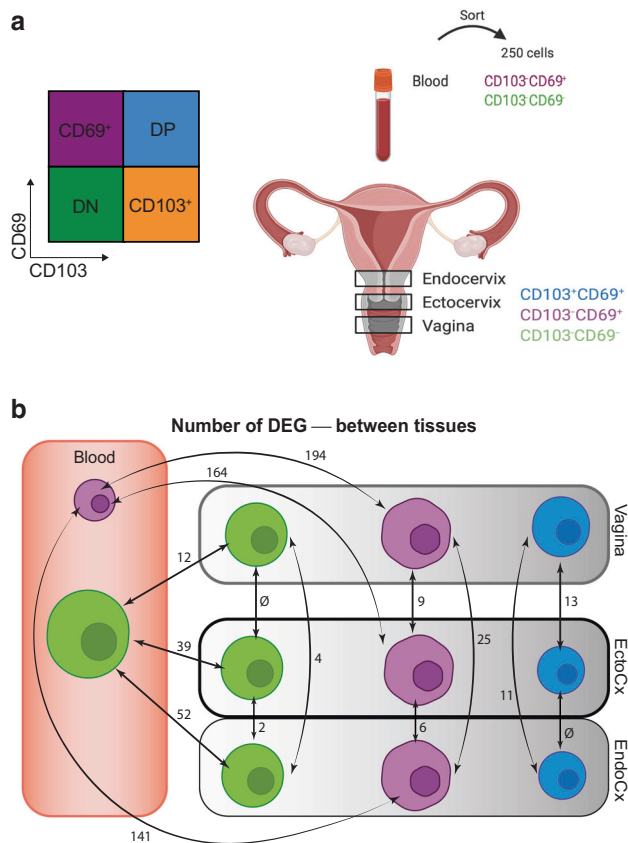 a
Sort
250 cells
Blood
CD103⁻CD69⁺
CD103⁻CD69⁻
CD69⁺
DP
DN
CD103⁺
CD69
CD103
Endocervix
Ectocervix
Vagina
CD103⁺CD69⁺
CD103⁻CD69⁺
CD103⁻CD69⁻
b
Number of DEG — between tissues
Blood
194
164
Vagina
12
Ø
9
13
39
4
25
EctoCx
11
52
2
6
Ø
EndoCx
141